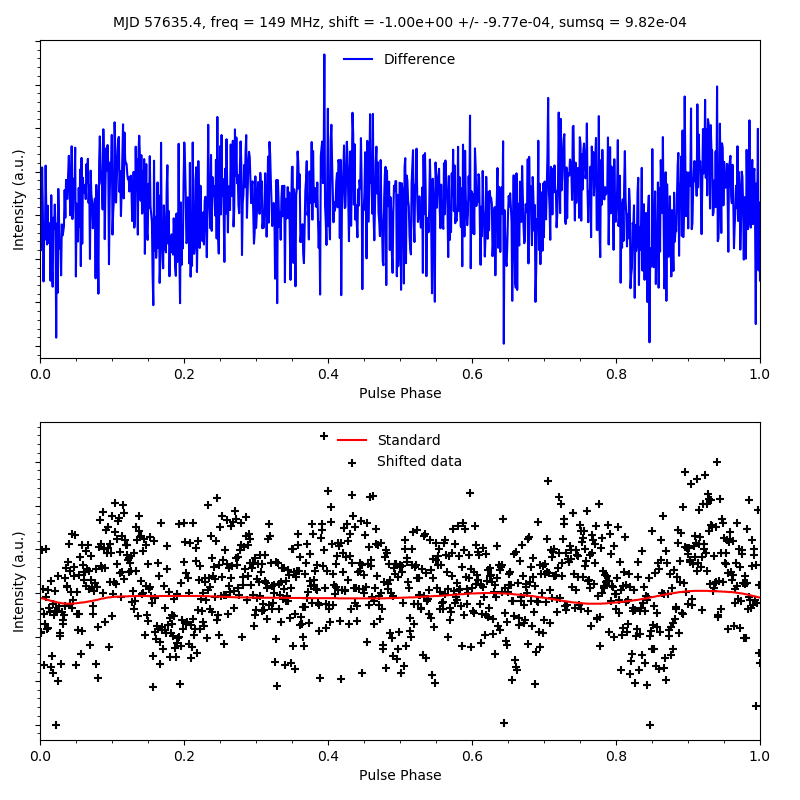 MJD 57635.4, freq = 149 MHz, shift = -1.00e+00 +/- -9.77e-04, sumsq = 9.82e-04
Difference
Intensity (a.u.)
0.0 0.2 0.4 0.6 0.8 1.0
Pulse Phase
Standard
Shifted data
Intensity (a.u.)
0.0 0.2 0.4 0.6 0.8 1.0
Pulse Phase